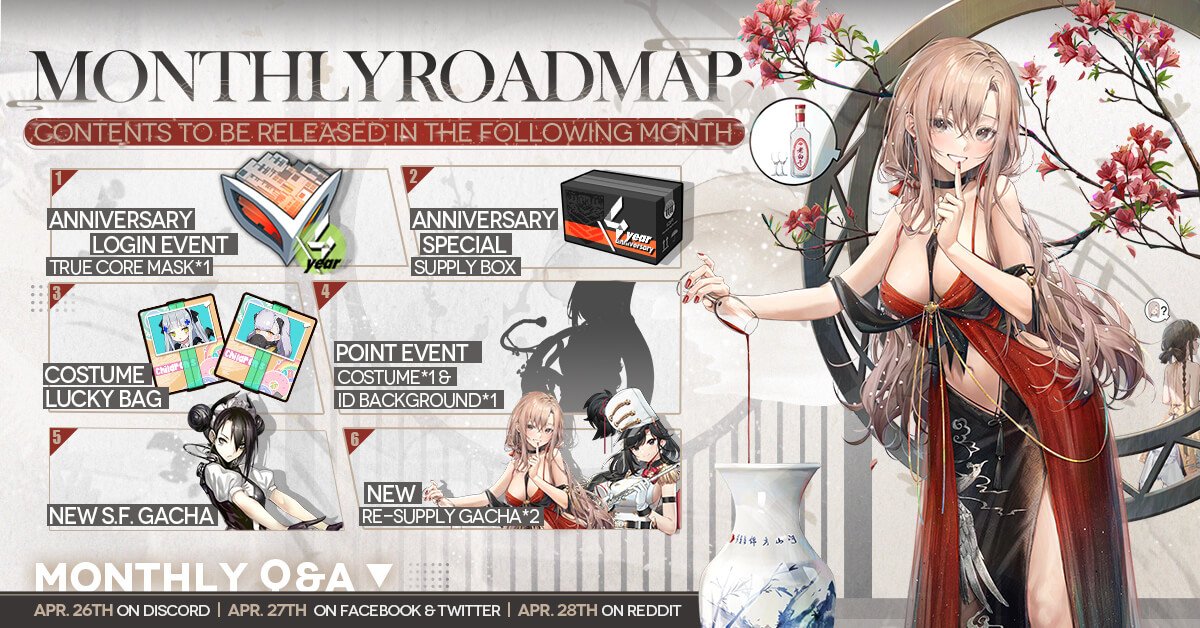 MONTHLY ROADMAP
CONTENTS TO BE RELEASED IN THE FOLLOWING MONTH
1
ANNIVERSARY
LOGIN EVENT
TRUE CORE MASK*1
4
year
2
ANNIVERSARY
SPECIAL
SUPPLY BOX
4 year
anniversary
3
COSTUME
LUCKY BAG
4
POINT EVENT
COSTUME*1 &
ID BACKGROUND*1
5
NEW S.F. GACHA
6
NEW
RE-SUPPLY GACHA*2
?
MONTHLY Q&A ▼
APR. 26TH ON DISCORD | APR. 27TH ON FACEBOOK & TWITTER | APR. 28TH ON REDDIT